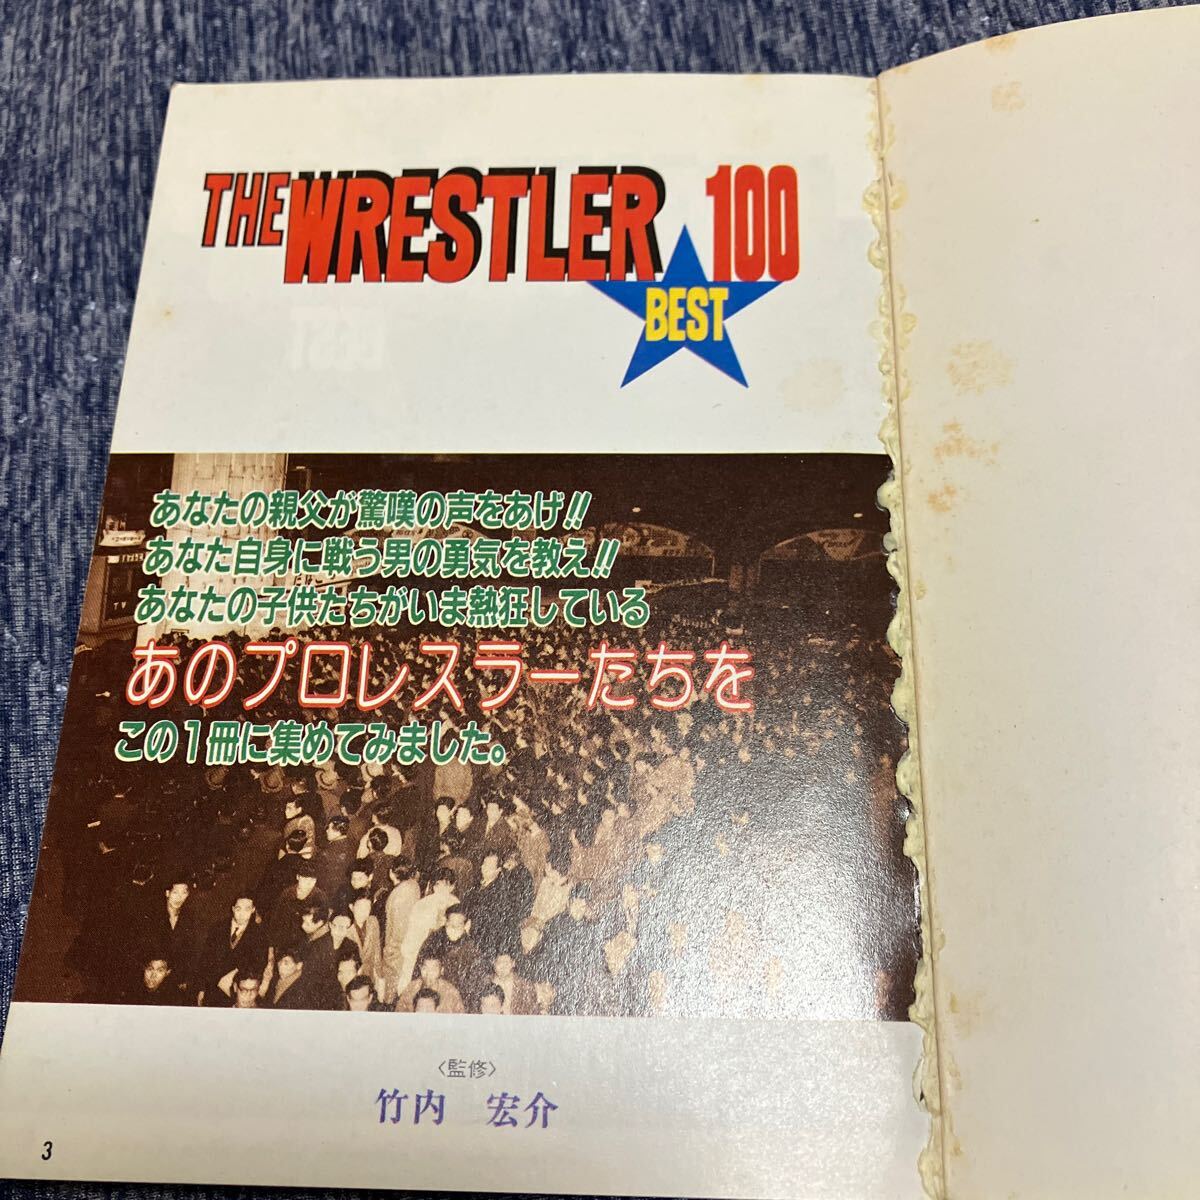 THE WRESTLER 100
BEST
あなたの親父が驚嘆の声をあげ!!
あなた自身に戦う男の勇気を教え!!
あなたの子供たちがいま熱狂している
あのプロレスラーたちを
この1冊に集めてみました。
〈監修〉
竹内 宏介
3